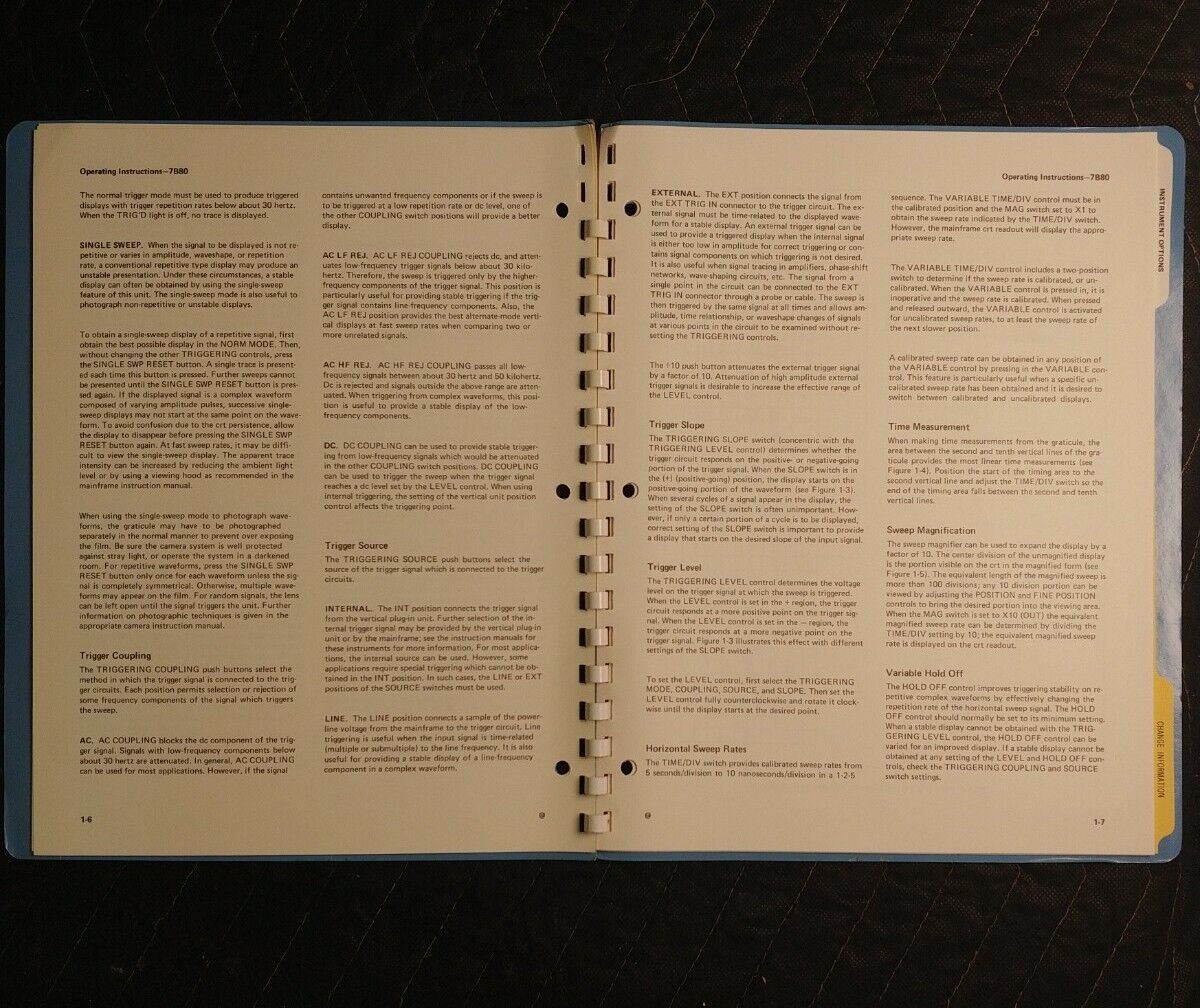 Operating Instructions—7B80
The normal trigger mode must be used to produce triggered
displays with trigger repetition rates below about 30 hertz.
When the TRIG'D light is off, no trace is displayed.
SINGLE SWEEP. When the signal to be displayed is not re-
petitive or varies in amplitude, waveshape, or repetition
rate, a conventional repetitive type display may produce an
unstable presentation. Under these circumstances, a stable
display can often be obtained by using the single-sweep
feature of this unit. The single-sweep mode is also useful to
photograph non-repetitive or unstable displays.
To obtain a single-sweep display of a repetitive signal, first
obtain the best possible display in the NORM MODE. Then,
without changing the other TRIGGERING controls, press
the SINGLE SWP RESET button. A single trace is present-
ed each time this button is pressed. Further sweeps cannot
be presented until the SINGLE SWP RESET button is pres-
sed again. If the displayed signal is a complex waveform
composed of varying amplitude pulses, successive single-
sweep displays may not start at the same point on the wave-
form. To avoid confusion due to the crt persistence, allow
the display to disappear before pressing the SINGLE SWP
RESET button again. At fast sweep rates, it may be diffi-
cult to view the single-sweep display. The apparent trace
intensity can be increased by reducing the ambient light
level or by using a viewing hood as recommended in the
mainframe instruction manual.
When using the single-sweep mode to photograph wave-
forms, the graticule may have to be photographed
separately in the normal manner to prevent over exposing
the film. Be sure the camera system is well protected
against stray light, or operate the system in a darkened
room. For repetitive waveforms, press the SINGLE SWP
RESET button only once for each waveform unless the sig-
nal is completely symmetrical. Otherwise, multiple wave-
forms may appear on the film. For random signals, the lens
can be left open until the signal triggers the unit. Further
information on photographic techniques is given in the
appropriate camera instruction manual.
Trigger Coupling
The TRIGGERING COUPLING push buttons select the
method in which the trigger signal is connected to the trig-
ger circuits. Each position permits selection or rejection of
some frequency components of the signal which triggers
the sweep.
AC. AC COUPLING blocks the dc component of the trig-
ger signal. Signals with low-frequency components below
about 30 hertz are attenuated. In general, AC COUPLING
can be used for most applications. However, if the signal
1-6
contains unwanted frequency components or if the sweep is
to be triggered at a low repetition rate or dc level, one of
the other COUPLING switch positions will provide a better
display.
AC LF REJ. AC LF REJ COUPLING rejects dc, and atten-
uates low-frequency trigger signals below about 30 kilo-
hertz. Therefore, the sweep is triggered only by the higher-
frequency components of the trigger signal. This position is
particularly useful for providing stable triggering if the trig-
ger signal contains line-frequency components. Also, the
AC LF REJ position provides the best alternate-mode verti-
cal displays at fast sweep rates when comparing two or
more unrelated signals.
AC HF REJ. AC HF REJ COUPLING passes all low-
frequency signals between about 30 hertz and 50 kilohertz.
Dc is rejected and signals outside the above range are atten-
uated. When triggering from complex waveforms, this posi-
tion is useful to provide a stable display of the low-
frequency components.
DC. DC COUPLING can be used to provide stable trigger-
ing from low-frequency signals which would be attenuated
in the other COUPLING switch positions. DC COUPLING
can be used to trigger the sweep when the trigger signal
reaches a dc level set by the LEVEL control. When using
internal triggering, the setting of the vertical unit position
control affects the triggering point.
Trigger Source
The TRIGGERING SOURCE push buttons select the
source of the trigger signal which is connected to the trigger
circuits.
INTERNAL. The INT position connects the trigger signal
from the vertical plug-in unit. Further selection of the in-
ternal trigger signal may be provided by the vertical plug-in
unit or by the mainframe; see the instruction manuals for
these instruments for more information. For most applica-
tions, the internal source can be used. However, some
applications require special triggering which cannot be ob-
tained in the INT position. In such cases, the LINE or EXT
positions of the SOURCE switches must be used.
LINE. The LINE position connects a sample of the power-
line voltage from the mainframe to the trigger circuit. Line
triggering is useful when the input signal is time-related
(multiple or submultiple) to the line frequency. It is also
useful for providing a stable display of a line-frequency
component in a complex waveform.
Operating Instructions—7B80
EXTERNAL. The EXT position connects the signal from
the EXT TRIG IN connector to the trigger circuit. The ex-
ternal signal must be time-related to the displayed wave-
form for a stable display. An external trigger signal can be
used to provide a triggered display when the internal signal
is either too low in amplitude for correct triggering or con-
tains signal components on which triggering is not desired.
It is also useful when signal tracing in amplifiers, phase-shift
networks, wave-shaping circuits, etc. The signal from a
single point in the circuit can be connected to the EXT
TRIG IN connector through a probe or cable. The sweep is
then triggered by the same signal at all times and allows am-
plitude, time relationship, or waveshape changes of signals
at various points in the circuit to be examined without re-
setting the TRIGGERING controls.
The ÷10 push button attenuates the external trigger signal
by a factor of 10. Attenuation of high amplitude external
trigger signals is desirable to increase the effective range of
the LEVEL control.
Trigger Slope
The TRIGGERING SLOPE switch (concentric with the
TRIGGERING LEVEL control) determines whether the
trigger circuit responds on the positive- or negative-going
portion of the trigger signal. When the SLOPE switch is in
the (+) (positive-going) position, the display starts on the
positive-going portion of the waveform (see Figure 1-3).
When several cycles of a signal appear in the display, the
setting of the SLOPE switch is often unimportant. How-
ever, if only a certain portion of a cycle is to be displayed,
correct setting of the SLOPE switch is important to provide
a display that starts on the desired slope of the input signal.
Trigger Level
The TRIGGERING LEVEL control determines the voltage
level on the trigger signal at which the sweep is triggered.
When the LEVEL control is set in the + region, the trigger
circuit responds at a more positive point on the trigger sig-
nal. When the LEVEL control is set in the — region, the
trigger circuit responds at a more negative point on the
trigger signal. Figure 1-3 illustrates this effect with different
settings of the SLOPE switch.
To set the LEVEL control, first select the TRIGGERING
MODE, COUPLING, SOURCE, and SLOPE. Then set the
LEVEL control fully counterclockwise and rotate it clock-
wise until the display starts at the desired point.
Horizontal Sweep Rates
The TIME/DIV switch provides calibrated sweep rates from
5 seconds/division to 10 nanoseconds/division in a 1-2-5
sequence. The VARIABLE TIME/DIV control must be in
the calibrated position and the MAG switch set to X1 to
obtain the sweep rate indicated by the TIME/DIV switch.
However, the mainframe crt readout will display the appro-
priate sweep rate.
The VARIABLE TIME/DIV control includes a two-position
switch to determine if the sweep rate is calibrated, or un-
calibrated. When the VARIABLE control is pressed in, it is
inoperative and the sweep rate is calibrated. When pressed
and released outward, the VARIABLE control is activated
for uncalibrated sweep rates, to at least the sweep rate of
the next slower position.
A calibrated sweep rate can be obtained in any position of
the VARIABLE control by pressing in the VARIABLE con-
trol. This feature is particularly useful when a specific un-
calibrated sweep rate has been obtained and it is desired to
switch between calibrated and uncalibrated displays.
Time Measurement
When making time measurements from the graticule, the
area between the second and tenth vertical lines of the gra-
ticule provides the most linear time measurements (see
Figure 1-4). Position the start of the timing area to the
second vertical line and adjust the TIME/DIV switch so the
end of the timing area falls between the second and tenth
vertical lines.
Sweep Magnification
The sweep magnifier can be used to expand the display by a
factor of 10. The center division of the unmagnified display
is the portion visible on the crt in the magnified form (see
Figure 1-5). The equivalent length of the magnified sweep is
more than 100 divisions; any 10 division portion can be
viewed by adjusting the POSITION and FINE POSITION
controls to bring the desired portion into the viewing area.
When the MAG switch is set to X10 (OUT) the equivalent
magnified sweep rate can be determined by dividing the
TIME/DIV setting by 10; the equivalent magnified sweep
rate is displayed on the crt readout.
Variable Hold Off
The HOLD OFF control improves triggering stability on re-
petitive complex waveforms by effectively changing the
repetition rate of the horizontal sweep signal. The HOLD
OFF control should normally be set to its minimum setting.
When a stable display cannot be obtained with the TRIG-
GERING LEVEL control, the HOLD OFF control can be
varied for an improved display. If a stable display cannot be
obtained at any setting of the LEVEL and HOLD OFF con-
trols, check the TRIGGERING COUPLING and SOURCE
switch settings.
1-7
INSTRUMENT OPTIONS
CHANGE INFORMATION